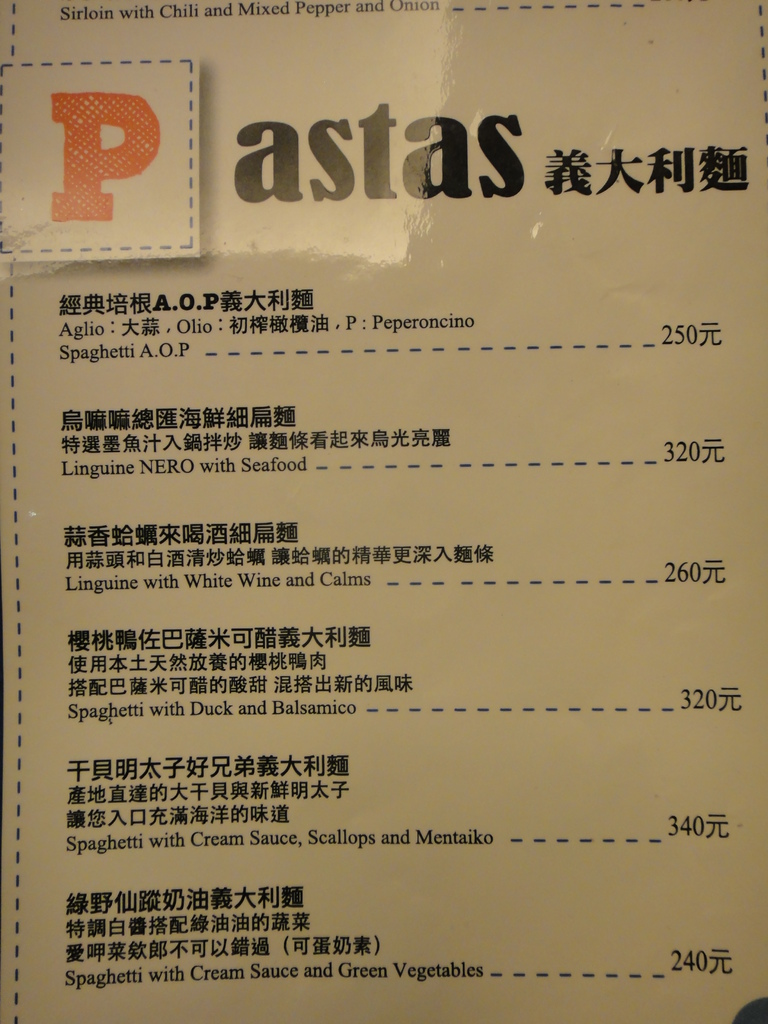 Sirloin with Chili and Mixed Pepper and Onion
Pastas 義大利麵
經典培根A.O.P義大利麵
Aglio：大蒜，Olio：初榨橄欖油，P : Peperoncino
Spaghetti A.O.P 250元
烏嘛嘛總匯海鮮細扁麵
特選墨魚汁入鍋拌炒 讓麵條看起來烏光亮麗
Linguine NERO with Seafood 320元
蒜香蛤蠣來喝酒細扁麵
用蒜頭和白酒清炒蛤蠣 讓蛤蠣的精華更深入麵條
Linguine with White Wine and Calms 260元
櫻桃鴨佐巴薩米可醋義大利麵
使用本土天然放養的櫻桃鴨肉
搭配巴薩米可醋的酸甜 混搭出新的風味
Spaghetti with Duck and Balsamico 320元
干貝明太子好兄弟義大利麵
產地直達的大干貝與新鮮明太子
讓您入口充滿海洋的味道
Spaghetti with Cream Sauce, Scallops and Mentaiko 340元
綠野仙蹤奶油義大利麵
特調白醬搭配綠油油的蔬菜
愛呷菜欸郎不可以錯過（可蛋奶素）
Spaghetti with Cream Sauce and Green Vegetables 240元